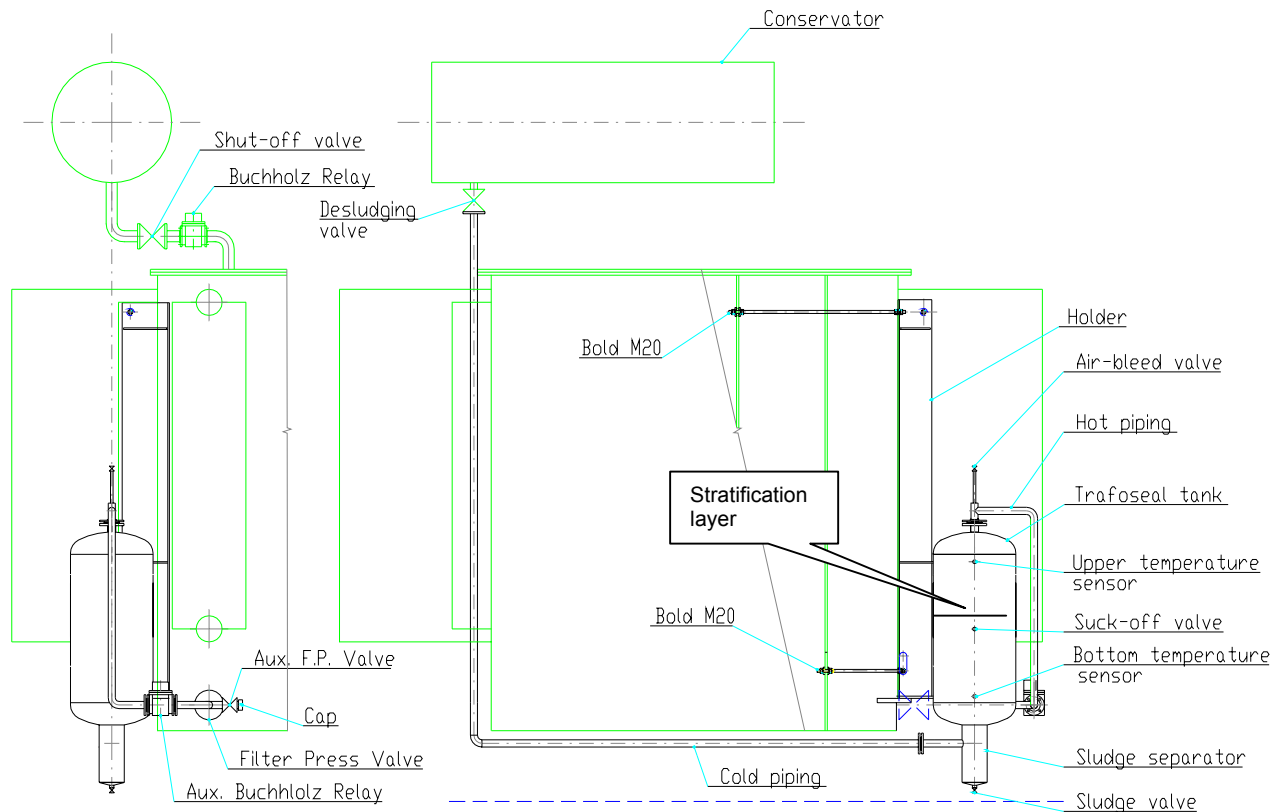 Conservator
Shut-off valve
Buchholz Relay
Desludging
valve
Holder
Bold M20
Air-bleed valve
Hot piping
Stratification
layer
Trafoseal tank
Upper temperature
sensor
Bold M20
Suck-off valve
Aux. F.P. Valve
Bottom temperature
sensor
Cap
Filter Press Valve
Sludge separator
Cold piping
Aux. Buchhlolz Relay
Sludge valve